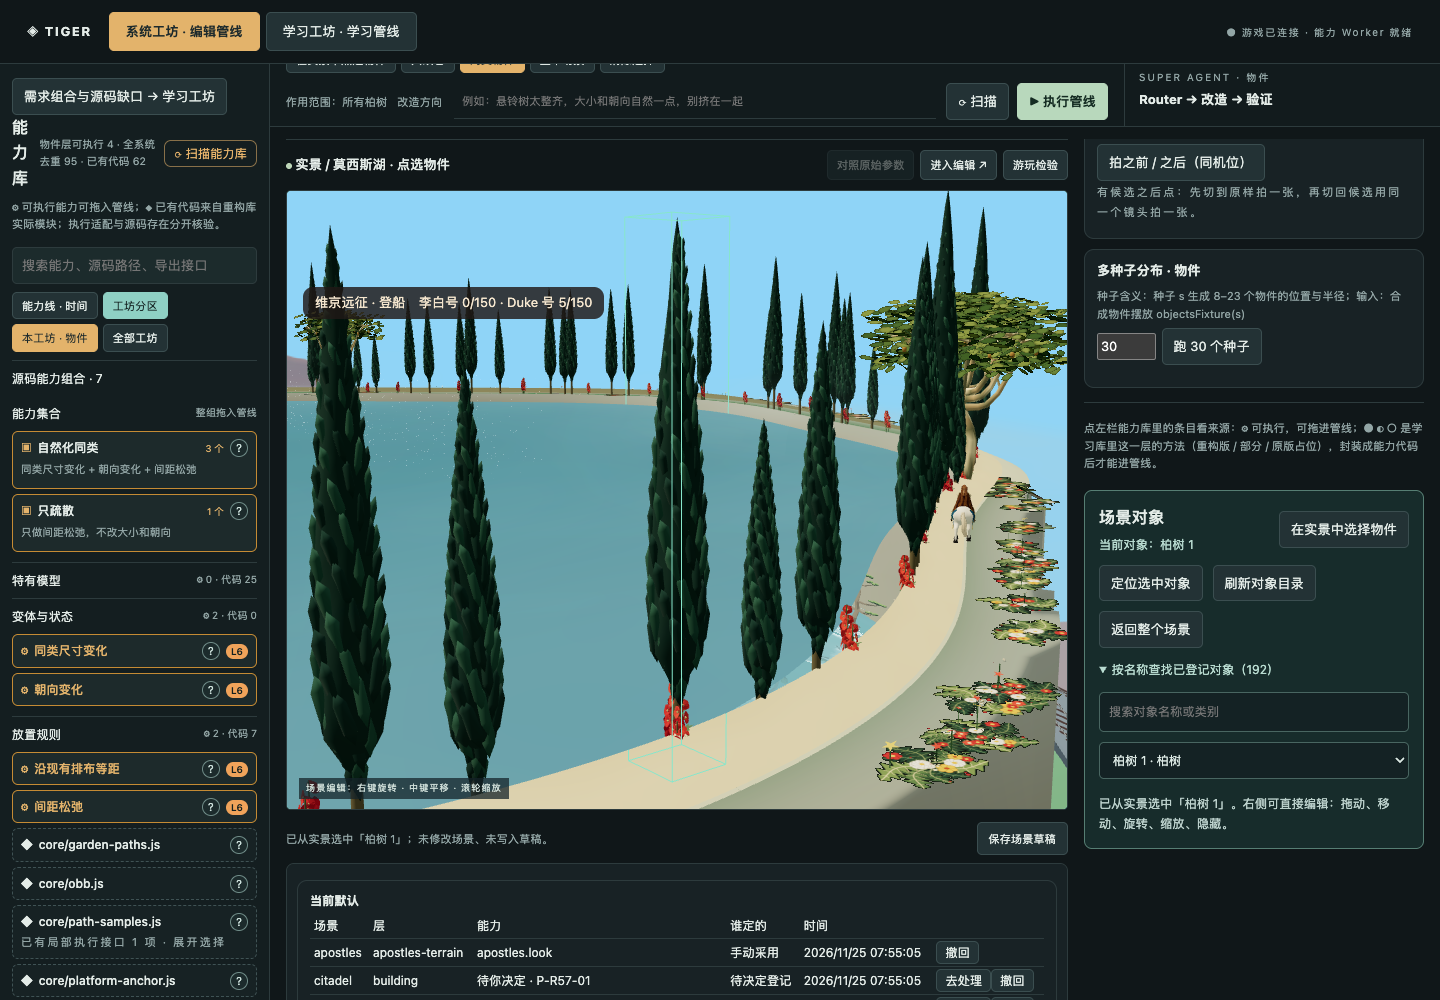 ◈ TIGER
系统工坊 · 编辑管线
学习工坊 · 学习管线
游戏已连接 · 能力 Worker 就绪
需求组合与源码缺口 → 学习工坊
能力库
物件层可执行 4 · 全系统去重 95 · 已有代码 62
⟳ 扫描能力库
⚙ 可执行能力可拖入管线；◆ 已有代码来自重构库实际模块；执行适配与源码存在分开核验。
搜索能力、源码路径、导出接口
能力线 · 时间
工坊分区
本工坊 · 物件
全部工坊
源码能力组合 · 7
能力集合
整组拖入管线
▣ 自然化同类
3 个 ?
同类尺寸变化 + 朝向变化 + 间距松弛
▣ 只疏散
1 个 ?
只做间距松弛，不改大小和朝向
特有模型
⚙ 0 · 代码 25
变体与状态
⚙ 2 · 代码 0
⚙ 同类尺寸变化 ? L6
⚙ 朝向变化 ? L6
放置规则
⚙ 2 · 代码 7
⚙ 沿现有排布等距 ? L6
⚙ 间距松弛 ? L6
◆ core/garden-paths.js ?
◆ core/obb.js ?
◆ core/path-samples.js ?
已有局部执行接口 1 项 · 展开选择
◆ core/platform-anchor.js ?
作用范围：所有柏树
改造方向
例如：悬铃树太整齐，大小和朝向自然一点，别挤在一起
⟳ 扫描
▶ 执行管线
SUPER AGENT · 物件
Router → 改造 → 验证
实景 / 莫西斯湖 · 点选物件
对照原始参数
进入编辑 ↗
游玩检验
维京远征 · 登船 李白号 0/150 · Duke 号 5/150
场景编辑：右键旋转 · 中键平移 · 滚轮缩放
已从实景选中「柏树 1」；未修改场景、未写入草稿。
保存场景草稿
当前默认
场景 层 能力 谁定的 时间
apostles apostles-terrain apostles.look 手动采用 2026/11/25 07:55:05 撤回
citadel building 待你决定 · P-R57-01 待决定登记 2026/11/25 07:55:05 去处理 撤回
拍之前 / 之后（同机位）
有候选之后点：先切到原样拍一张，再切回候选用同一个镜头拍一张。
多种子分布 · 物件
种子含义：种子 s 生成 8–23 个物件的位置与半径；输入：合成物件摆放 objectsFixture(s)
30
跑 30 个种子
点左栏能力库里的条目看来源：⚙ 可执行，可拖进管线；● ◐ ○ 是学习库里这一层的方法（重构版 / 部分 / 原版占位），封装成能力代码后才能进管线。
场景对象
当前对象：柏树 1
在实景中选择物件
定位选中对象
刷新对象目录
返回整个场景
▼ 按名称查找已登记对象（192）
搜索对象名称或类别
柏树 1 · 柏树
已从实景选中「柏树 1」。右侧可直接编辑：拖动、移动、旋转、缩放、隐藏。